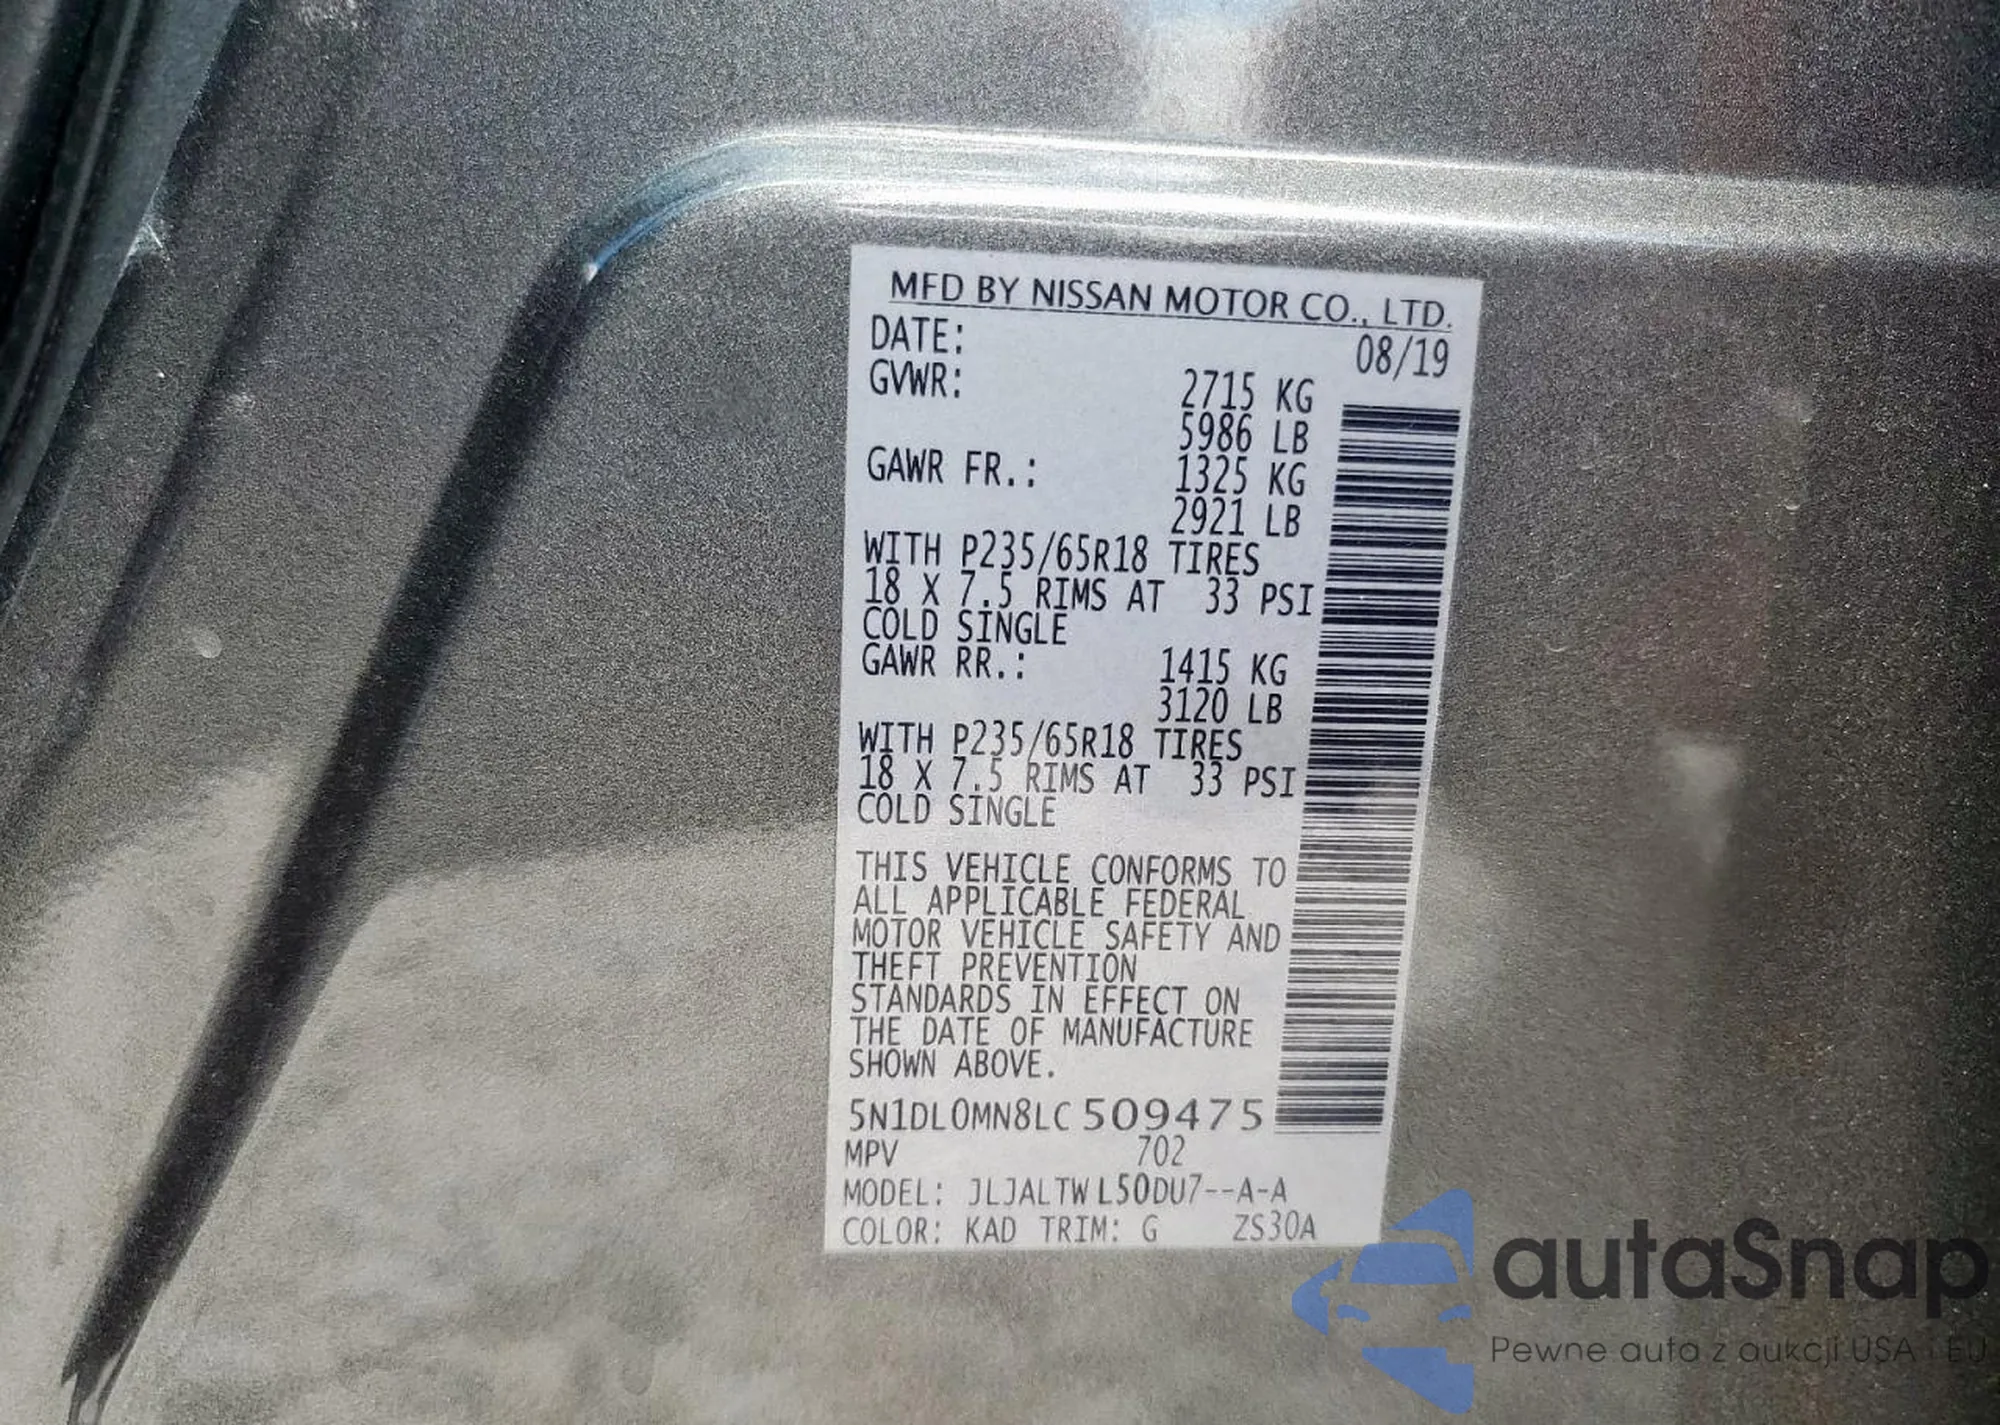 MFD BY NISSAN MOTOR CO., LTD.
DATE: 08/19
GVWR: 2715 KG
5986 LB
GAWR FR.: 1325 KG
2921 LB
WITH P235/65R18 TIRES
18 X 7.5 RIMS AT 33 PSI
COLD SINGLE
GAWR RR.: 1415 KG
3120 LB
WITH P235/65R18 TIRES
18 X 7.5 RIMS AT 33 PSI
COLD SINGLE
THIS VEHICLE CONFORMS TO
ALL APPLICABLE FEDERAL
MOTOR VEHICLE SAFETY AND
THEFT PREVENTION
STANDARDS IN EFFECT ON
THE DATE OF MANUFACTURE
SHOWN ABOVE.
5N1DL0MN8LC509475
MPV 702
MODEL: JLJALTWL50DU7--A-A
COLOR: KAD TRIM: G ZS30A
autaSnap
Pewne auta z aukcji USA i EU